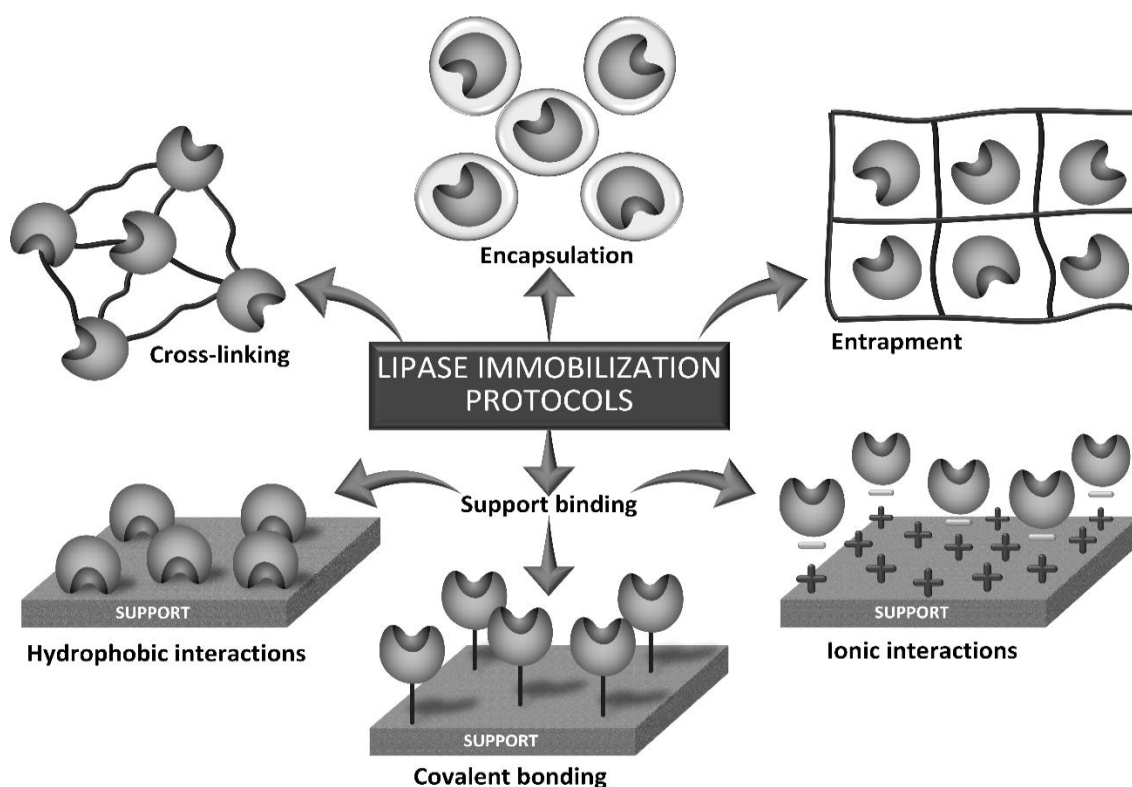 Encapsulation
Cross-linking
Entrapment
LIPASE IMMOBILIZATION
PROTOCOLS
Support binding
SUPPORT
Hydrophobic interactions
SUPPORT
Covalent bonding
SUPPORT
Ionic interactions